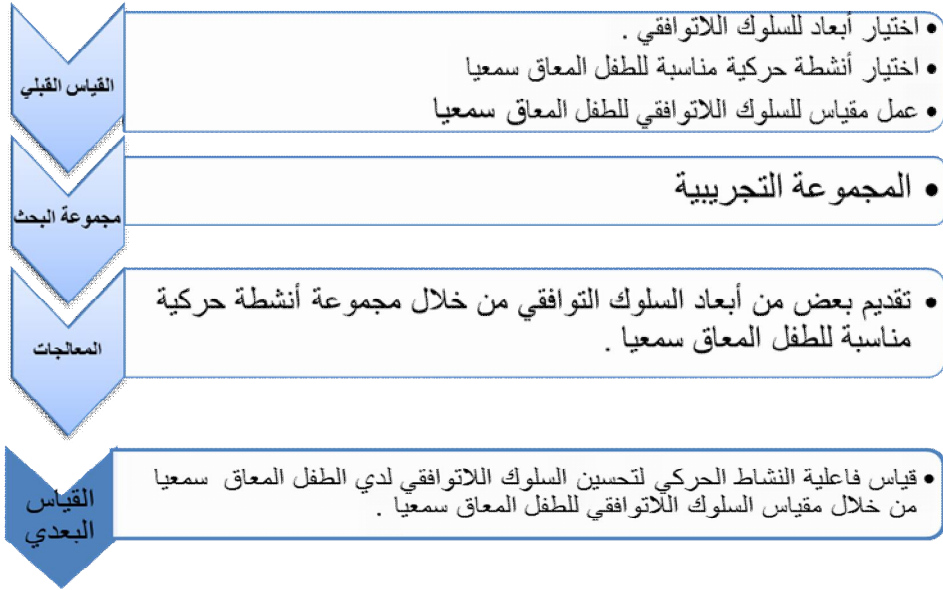 القياس القبلي
• اختيار أبعاد للسلوك اللاتوافقي .
• اختيار أنشطة حركية مناسبة للطفل المعاق سمعيا
• عمل مقياس للسلوك اللاتوافقي للطفل المعاق سمعيا
مجموعة البحث
• المجموعة التجريبية
المعالجات
• تقديم بعض من أبعاد السلوك التوافقي من خلال مجموعة أنشطة حركية
مناسبة للطفل المعاق سمعيا .
القياس
البعدي
• قياس فاعلية النشاط الحركي لتحسين السلوك اللاتوافقي لدي الطفل المعاق سمعيا
من خلال مقياس السلوك اللاتوافقي للطفل المعاق سمعيا .